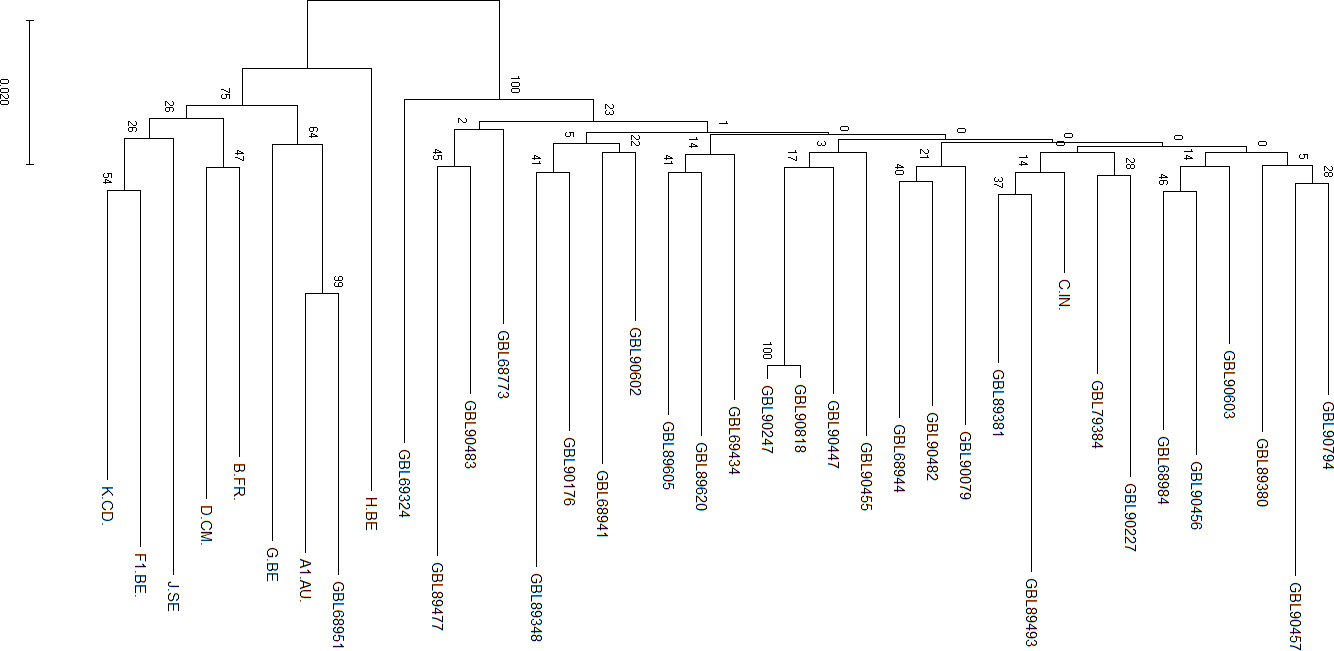 0.020
100
75
23
26
1
2
0
0
0
0
0
64
5
22
14
3
21
0
26
45
47
41
41
17
40
14
28
14
5
28
54
37
46
99
100
C.IN.
GBL90602
GBL68773
GBL90603
GBL89381
GBL79384
GBL90818
GBL90247
GBL90483
GBL69434
GBL90447
GBL90482
GBL90794
GBL89605
GBL68944
GBL90079
GBL68984
GBL89380
GBL90176
GBL89620
GBL90455
GBL69324
B.FR.
GBL90456
GBL68941
GBL90227
K.CD.
H.BE
D.CM.
G.BE
F1.BE.
A1.AU.
GBL89477
GBL89348
J.SE
GBL68951
GBL89493
GBL90457